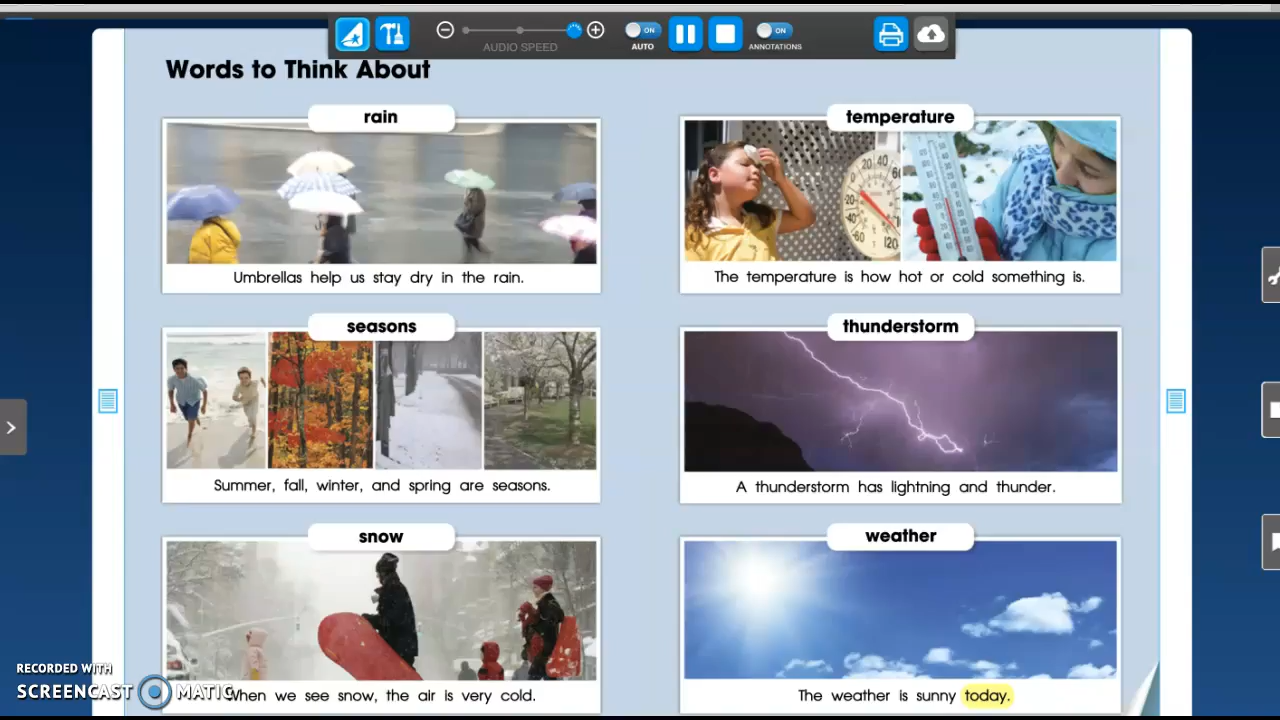 AUDIO SPEED
ON
AUTO
ON
ANNOTATIONS
Words to Think About
rain
Umbrellas help us stay dry in the rain.
temperature
The temperature is how hot or cold something is.
seasons
Summer, fall, winter, and spring are seasons.
thunderstorm
A thunderstorm has lightning and thunder.
snow
When we see snow, the air is very cold.
weather
The weather is sunny today.
RECORDED WITH
SCREENCAST MATIC